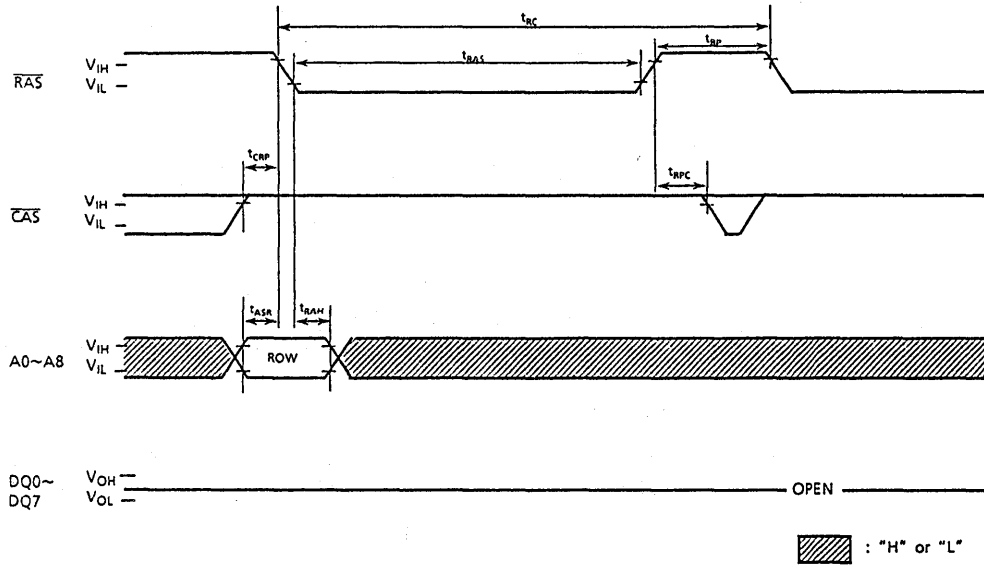 tRC
tRAS
tRP
RAS
VIH
VIL
tCRP
tRPC
CAS
VIH
VIL
tASR
tRAH
A0~A8
VIH
VIL
ROW
DQ0~
DQ7
VOH
VOL
OPEN
: "H" or "L"